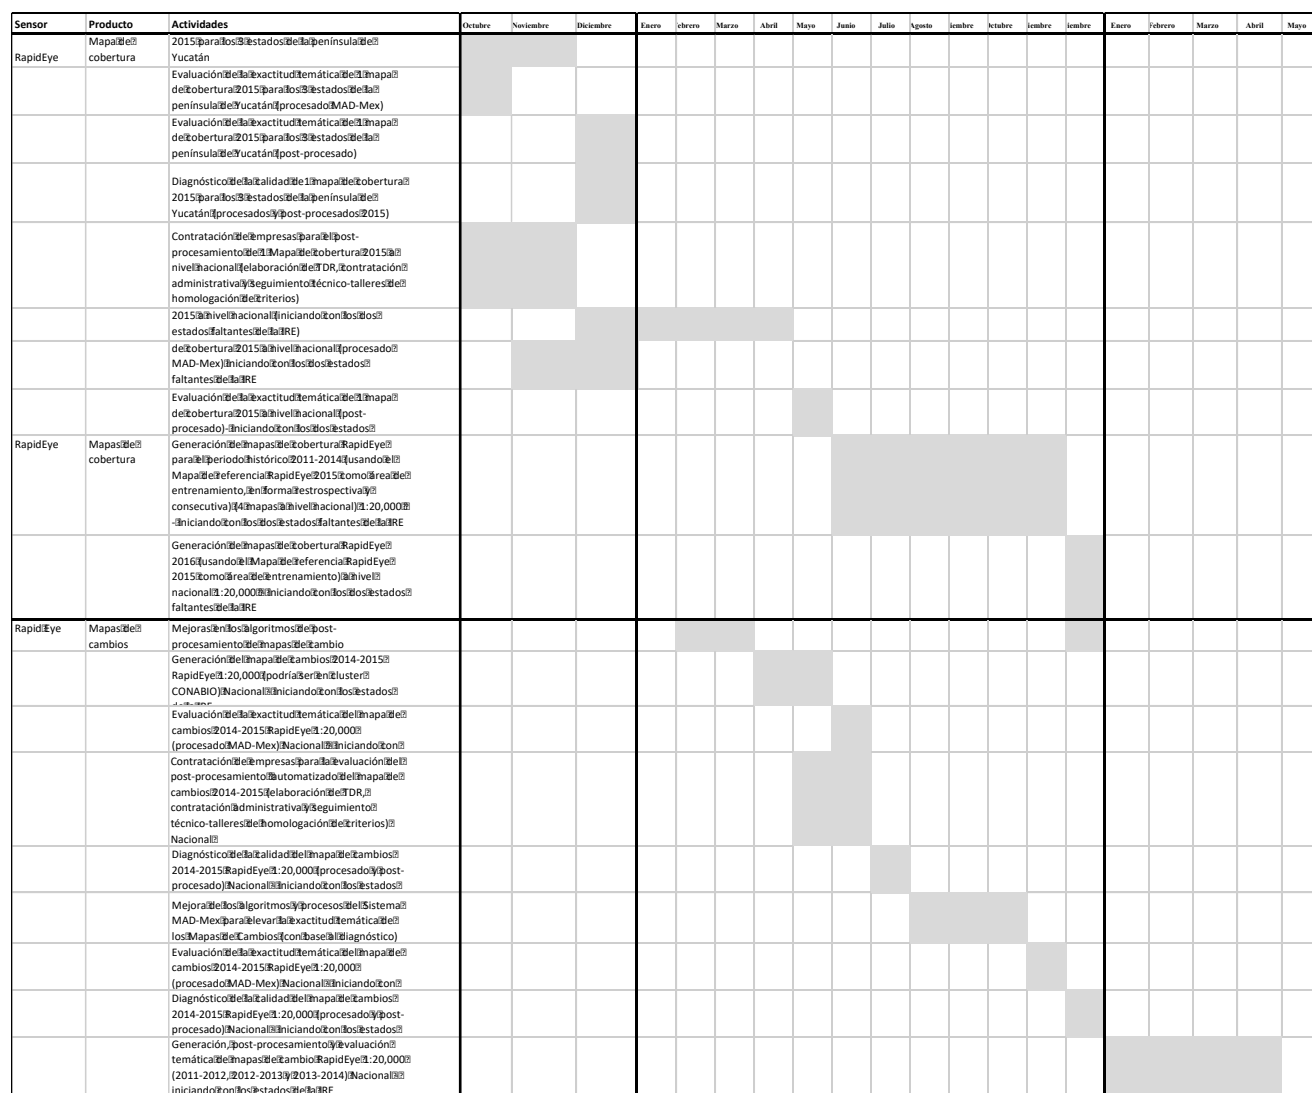 Sensor Producto Actividades Octubre Noviembre Diciembre Enero ebrero Marzo Abril Mayo Junio Julio Agosto iembre Octubre iembre iembre Enero Febrero Marzo Abril Mayo
RapidEye
Mapa de
cobertura
2015 para los 3 estados de la península de
Yucatán
Evaluación de la exactitud temática de 1 mapa
de cobertura 2015 para los 3 estados de la
península de Yucatán (procesado MAD-Mex)
Evaluación de la exactitud temática de 1 mapa
de cobertura 2015 para los 3 estados de la
península de Yucatán (post-procesado)
Diagnóstico de la calidad de 1 mapa de cobertura
2015 para los 3 estados de la península de
Yucatán (procesados y post-procesados 2015)
Contratación de empresas para el post-
procesamiento de 1 Mapa de cobertura 2015 a
nivel nacional (elaboración de TDR, contratación
administrativa y seguimiento técnico-talleres de
homologación de criterios)
2015 a nivel nacional (iniciando con los dos
estados faltantes de la IRE)
de cobertura 2015 a nivel nacional (procesado
MAD-Mex) Iniciando con los dos estados
faltantes de la IRE
Evaluación de la exactitud temática de 1 mapa
de cobertura 2015 a nivel nacional (post-
procesado)- Iniciando con los dos estados
RapidEye
Mapas de
cobertura
Generación de mapas de cobertura RapidEye
para el periodo histórico 2011-2014 (usando el
Mapa de referencia RapidEye 2015 como área de
entrenamiento, en forma restrospectiva y
consecutiva) (4 mapas a nivel nacional) 1:20,000
- Iniciando con los dos estados faltantes de la IRE
Generación de mapas de cobertura RapidEye
2016 (usando el Mapa de referencia RapidEye
2015 como área de entrenamiento) a nivel
nacional 1:20,000 - Iniciando con los dos estados
faltantes de la IRE
Rapid Eye
Mapas de
cambios
Mejoras en los algoritmos de post-
procesamiento de mapas de cambio
Generación del mapa de cambios 2014-2015
RapidEye 1:20,000 (podría ser en cluster
CONABIO) Nacional - Iniciando con los estados
de la IRE
Evaluación de la exactitud temática del mapa de
cambios 2014-2015 RapidEye 1:20,000
(procesado MAD-Mex) Nacional - Iniciando con
Contratación de empresas para la evaluación del
post-procesamiento automatizado del mapa de
cambios 2014-2015 (elaboración de TDR,
contratación administrativa y seguimiento
técnico-talleres de homologación de criterios)
Nacional
Diagnóstico de la calidad del mapa de cambios
2014-2015 RapidEye 1:20,000 (procesado y post-
procesado) Nacional - Iniciando con los estados
Mejora de los algoritmos y procesos del Sistema
MAD-Mex para elevar la exactitud temática de
los Mapas de Cambios (con base al diagnóstico)
Evaluación de la exactitud temática del mapa de
cambios 2014-2015 RapidEye 1:20,000
(procesado MAD-Mex) Nacional - Iniciando con
Diagnóstico de la calidad del mapa de cambios
2014-2015 RapidEye 1:20,000 (procesado y post-
procesado) Nacional - Iniciando con los estados
Generación, post-procesamiento y evaluación
temática de mapas de cambio RapidEye 1:20,000
(2011-2012, 2012-2013 y 2013-2014) Nacional -
iniciando con los estados de la IRE